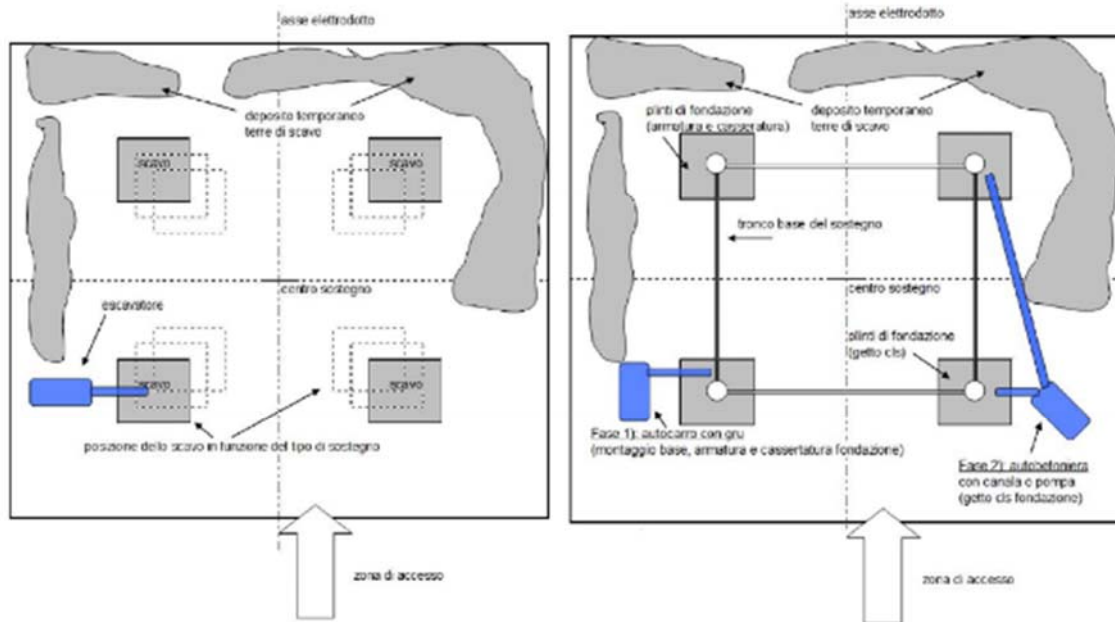 asse elettrodotto
deposito temporaneo
terre di scavo
scavo
scavo
centro sostegno
escavatore
scavo
scavo
posizione dello scavo in funzione del tipo di sostegno
zona di accesso
asse elettrodotto
plinti di fondazione
(armatura e casseratura)
deposito temporaneo
terre di scavo
tronco base del sostegno
centro sostegno
plinti di fondazione
(getto cls)
Fase 1): autocarro con gru
(montaggio base, armatura e cassertatura fondazione)
Fase 2): autobetoniera
con canala e pompa
(getto cls fondazione)
zona di accesso